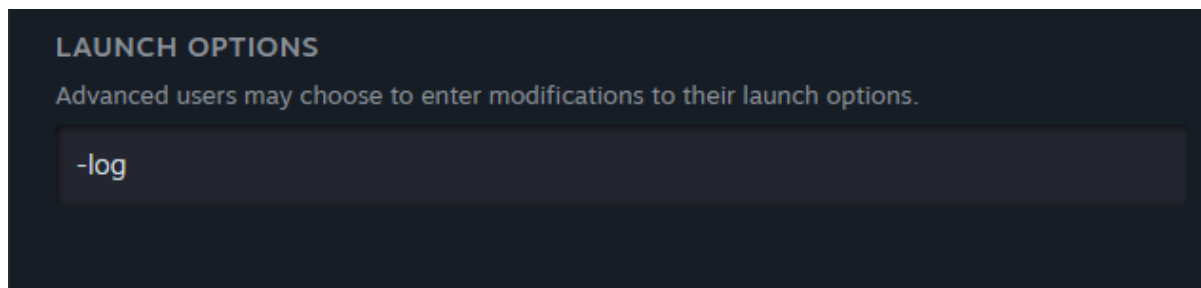 LAUNCH OPTIONS
Advanced users may choose to enter modifications to their launch options.
-log